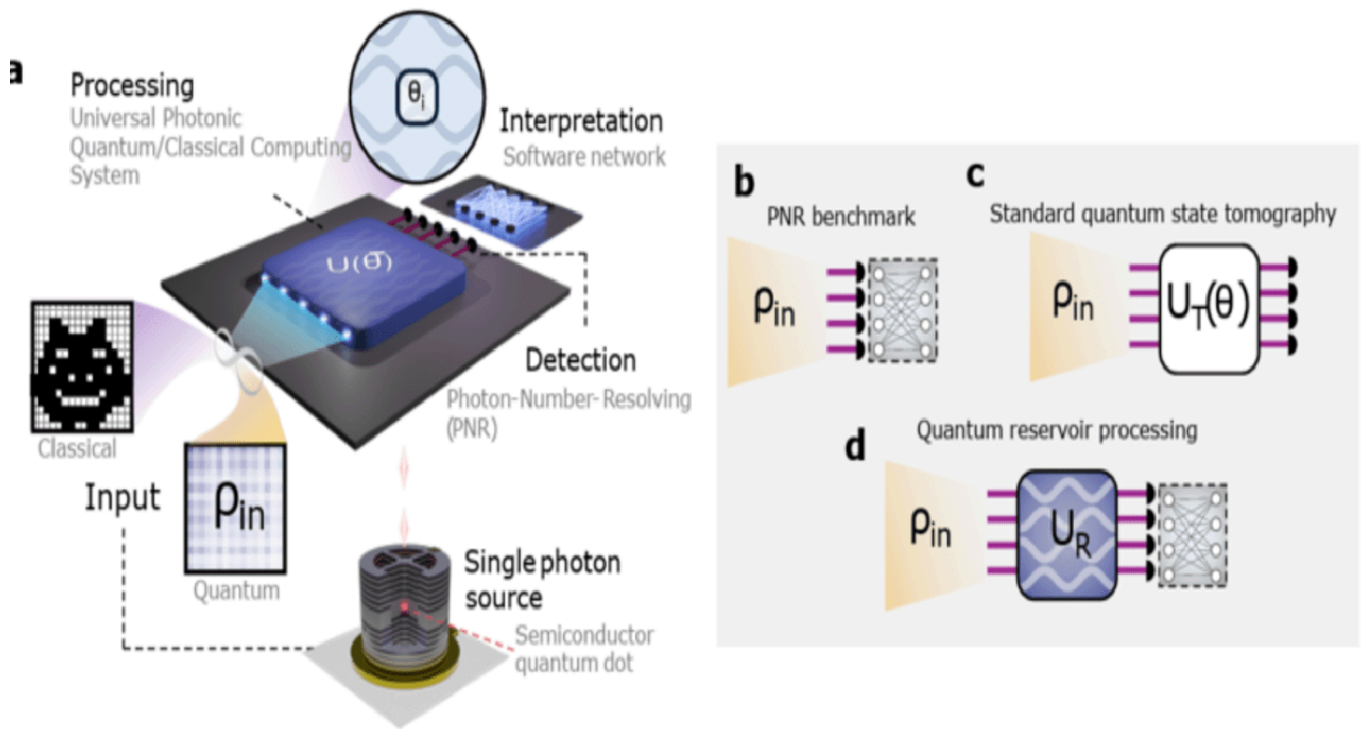 a
Processing
Universal Photonic
Quantum/Classical Computing
System
θi
Interpretation
Software network
U(θ)
Detection
Photon-Number-Resolving
(PNR)
Classical
Input
ρin
Quantum
Single photon
source
Semiconductor
quantum dot
b
PNR benchmark
ρin
c
Standard quantum state tomography
ρin
UT(θ)
d
Quantum reservoir processing
ρin
UR